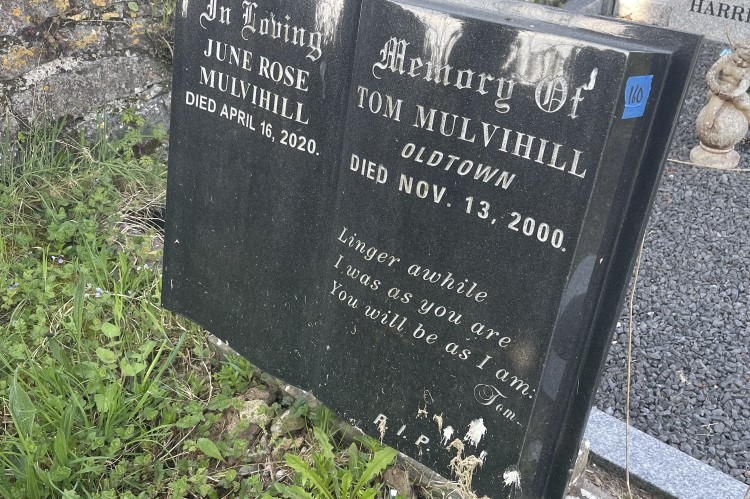 In Loving
JUNE ROSE
MULVIHILL
DIED APRIL 16, 2020.
Memory Of
TOM MULVIHILL
OLDTOWN
DIED NOV. 13, 2000.
Linger awhile
I was as you are
You will be as I am:
Tom-
R.I.P.
160